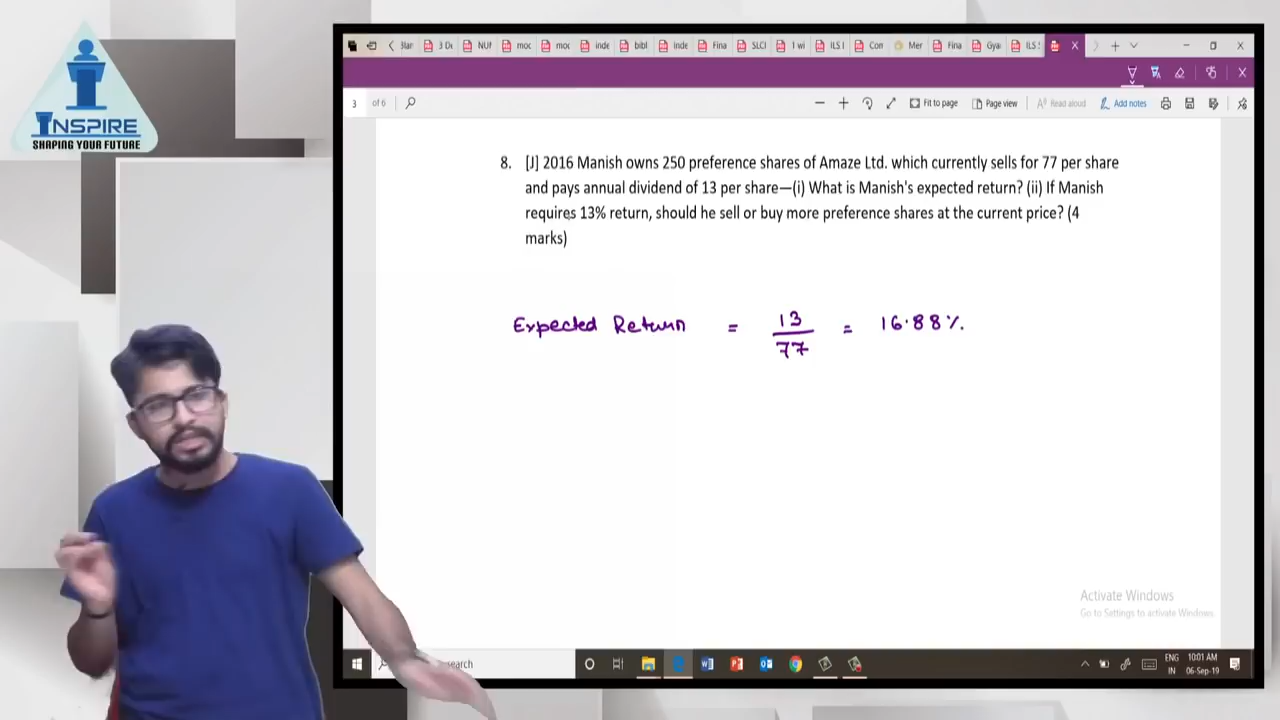 INSPIRE
SHAPING YOUR FUTURE
3 of 6
Fit to page
Page view
Read aloud
Add notes
8. [J] 2016 Manish owns 250 preference shares of Amaze Ltd. which currently sells for 77 per share
and pays annual dividend of 13 per share—(i) What is Manish's expected return? (ii) If Manish
requires 13% return, should he sell or buy more preference shares at the current price? (4
marks)
Expected Return = 13/77 = 16.88%
Activate Windows
Go to Settings to activate Windows.
ENG
IN
10:01 AM
06-Sep-19